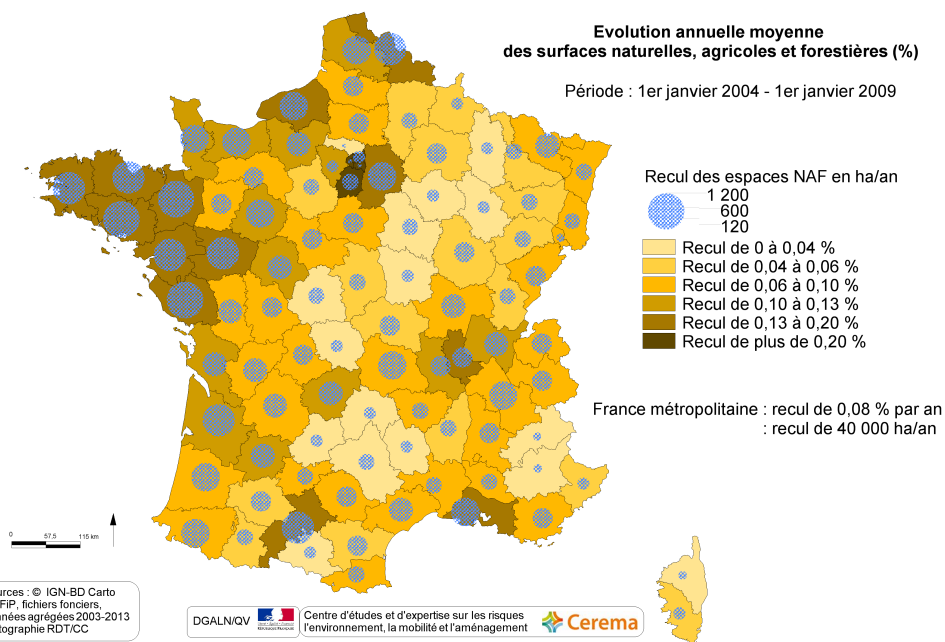 Evolution annuelle moyenne
des surfaces naturelles, agricoles et forestières (%)
Période : 1er janvier 2004 - 1er janvier 2009
Recul des espaces NAF en ha/an
1 200
600
120
Recul de 0 à 0,04 %
Recul de 0,04 à 0,06 %
Recul de 0,06 à 0,10 %
Recul de 0,10 à 0,13 %
Recul de 0,13 à 0,20 %
Recul de plus de 0,20 %
France métropolitaine : recul de 0,08 % par an
: recul de 40 000 ha/an
0 57,5 115 km
urces : © IGN-BD Carto
FiP, fichiers fonciers,
nnées agrégées 2003-2013
tographie RDT/CC
DGALN/QV
RÉPUBLIQUE FRANÇAISE
Centre d'études et d'expertise sur les risques
l'environnement, la mobilité et l'aménagement
Cerema